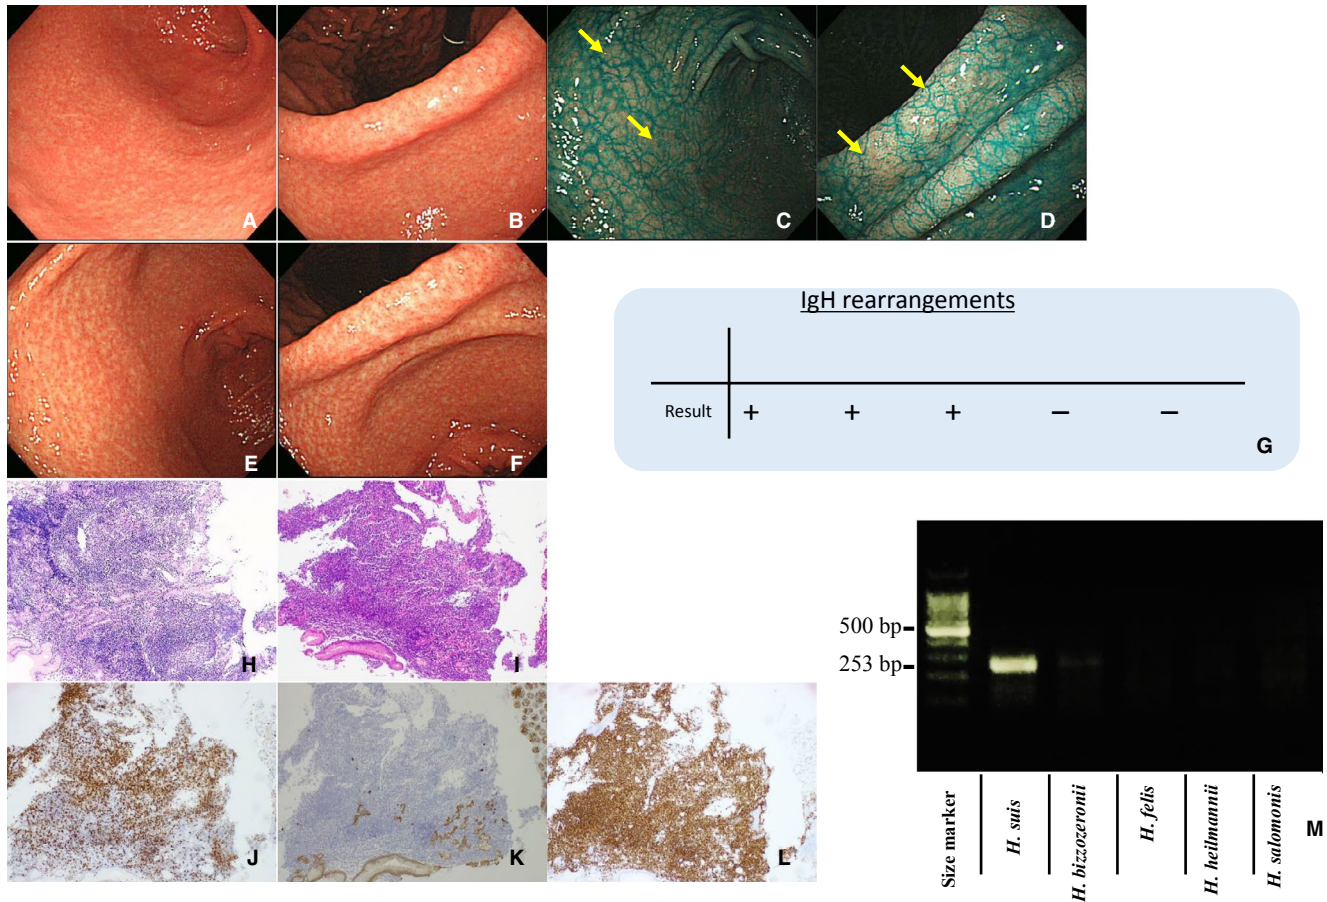 A
B
C
D
E
F
IgH rearrangements
Result + + + − −
G
H
I
500 bp
253 bp
J
K
L
M
Size marker
H. suis
H. bizzozeronii
H. felis
H. heilmannii
H. salomonis